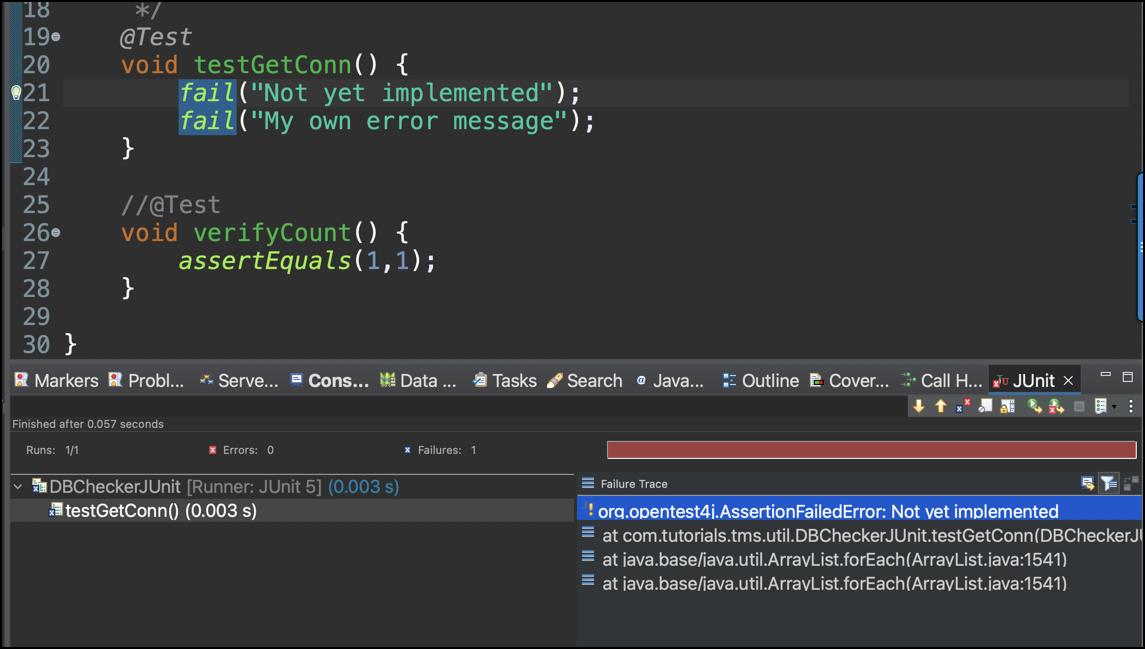 18 */
19 @Test
20 void testGetConn() {
21 fail("Not yet implemented");
22 fail("My own error message");
23 }
24
25 //@Test
26 void verifyCount() {
27 assertEquals(1,1);
28 }
29
30 }
Markers Probl... Serve... Cons... Data ... Tasks Search Java... Outline Cover... Call H... JUnit
Finished after 0.057 seconds
Runs: 1/1 Errors: 0 Failures: 1
DBCheckerJUnit [Runner: JUnit 5] (0.003 s)
testGetConn() (0.003 s)
Failure Trace
org.opentest4j.AssertionFailedError: Not yet implemented
at com.tutorials.tms.util.DBCheckerJUnit.testGetConn(DBCheckerJU
at java.base/java.util.ArrayList.forEach(ArrayList.java:1541)
at java.base/java.util.ArrayList.forEach(ArrayList.java:1541)